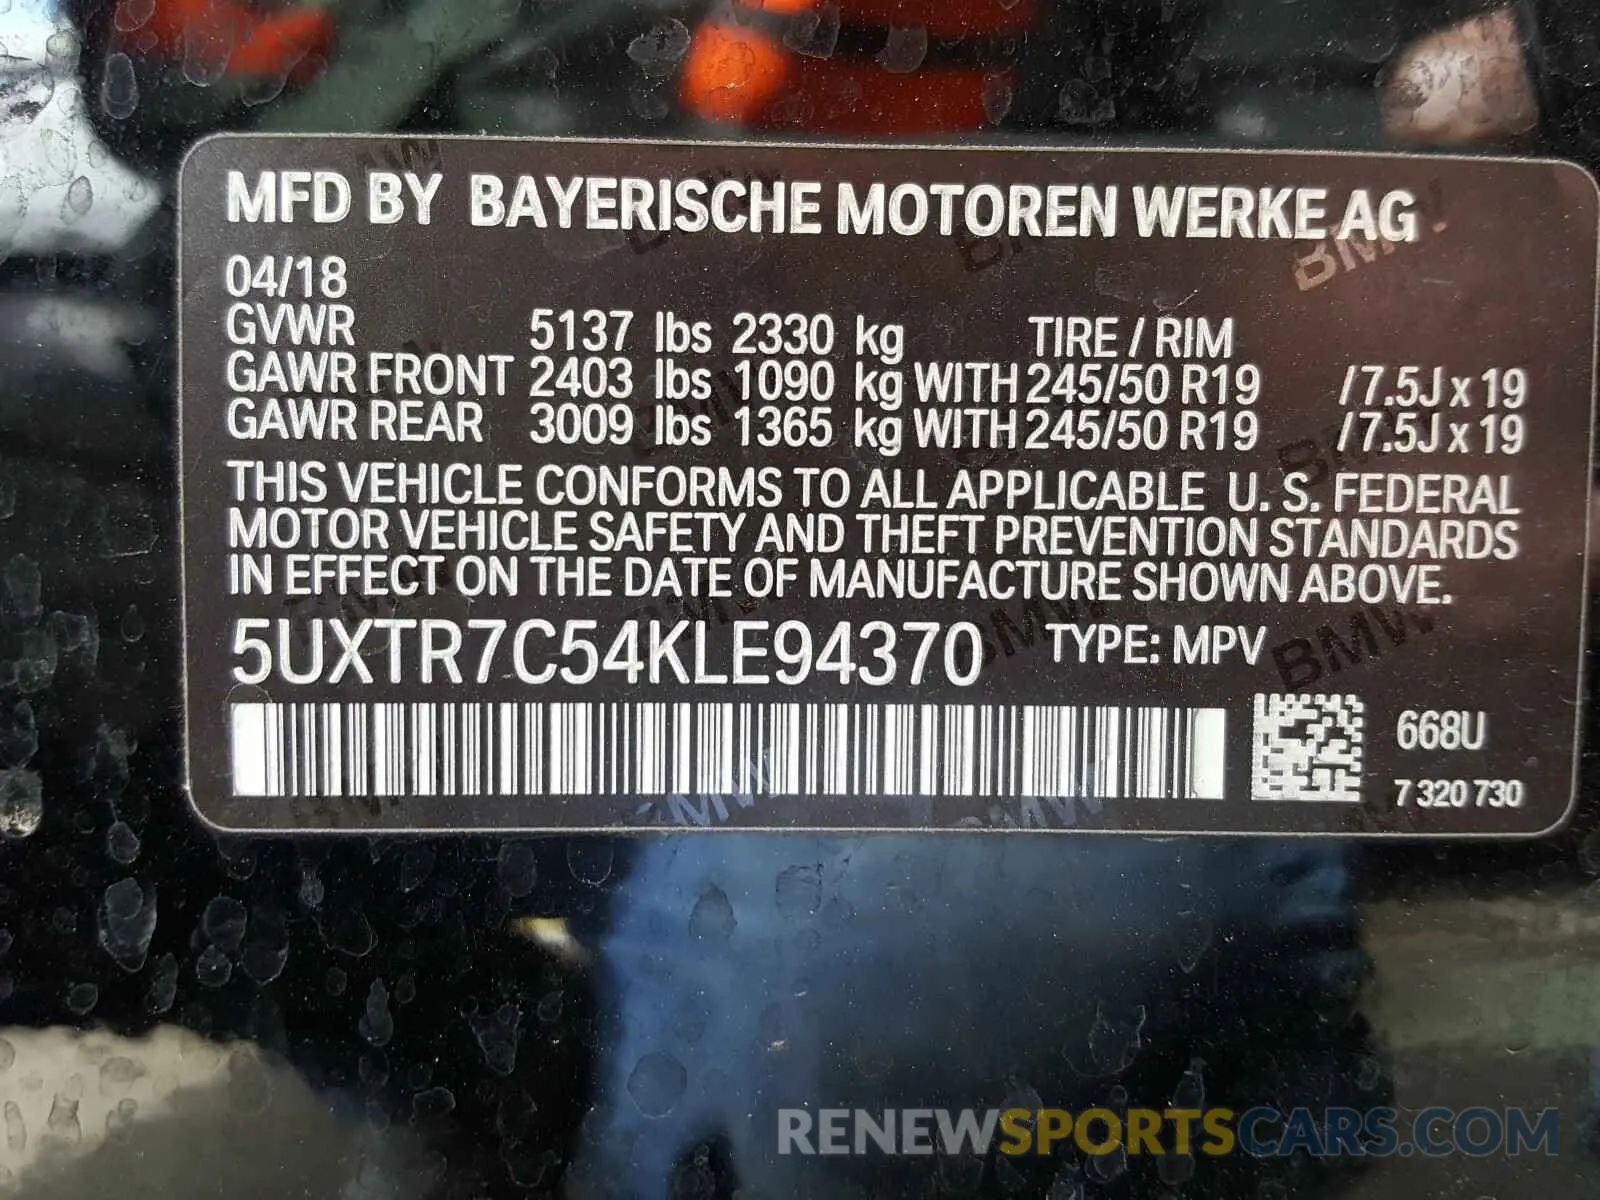 MFD BY BAYERISCHE MOTOREN WERKE AG
04/18
GVWR 5137 lbs 2330 kg TIRE / RIM
GAWR FRONT 2403 lbs 1090 kg WITH 245/50 R19 /7.5J x 19
GAWR REAR 3009 lbs 1365 kg WITH 245/50 R19 /7.5J x 19
THIS VEHICLE CONFORMS TO ALL APPLICABLE U. S. FEDERAL
MOTOR VEHICLE SAFETY AND THEFT PREVENTION STANDARDS
IN EFFECT ON THE DATE OF MANUFACTURE SHOWN ABOVE.
5UXTR7C54KLE94370 TYPE: MPV
668U
7 320 730
RENEWSPORTSCARS.COM